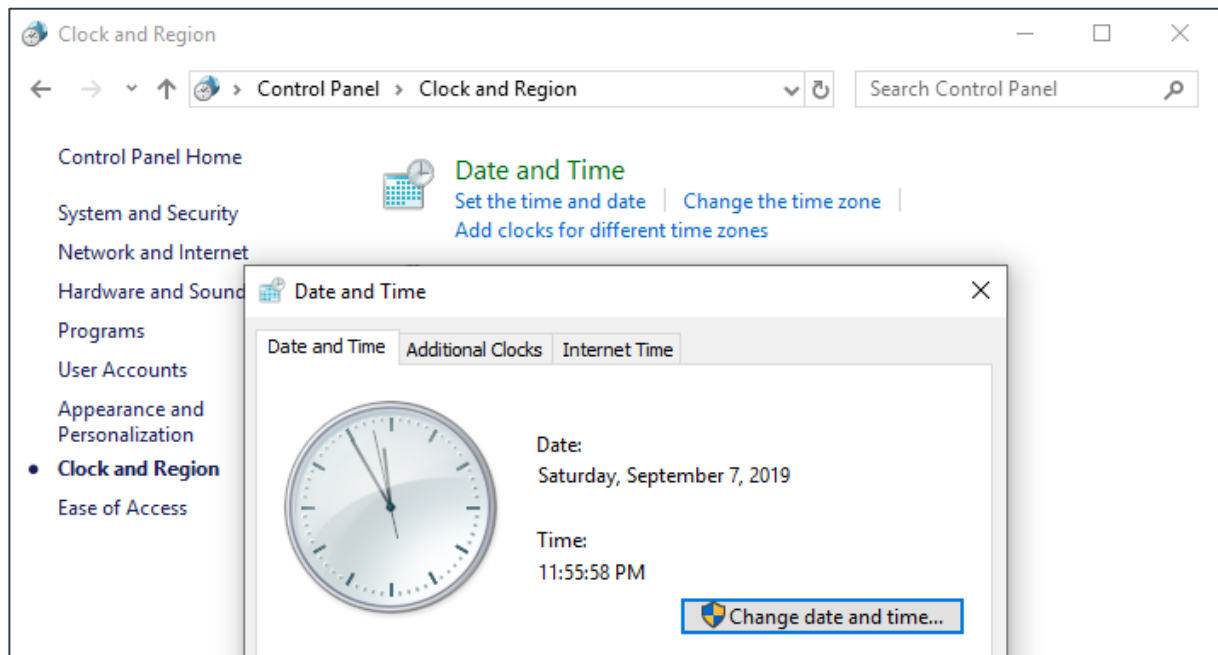 Clock and Region
Control Panel > Clock and Region
Search Control Panel
Control Panel Home
System and Security
Network and Internet
Hardware and Sound
Programs
User Accounts
Appearance and
Personalization
Clock and Region
Ease of Access
Date and Time
Set the time and date | Change the time zone |
Add clocks for different time zones
Date and Time
Date and Time
Additional Clocks
Internet Time
Date:
Saturday, September 7, 2019
Time:
11:55:58 PM
Change date and time...